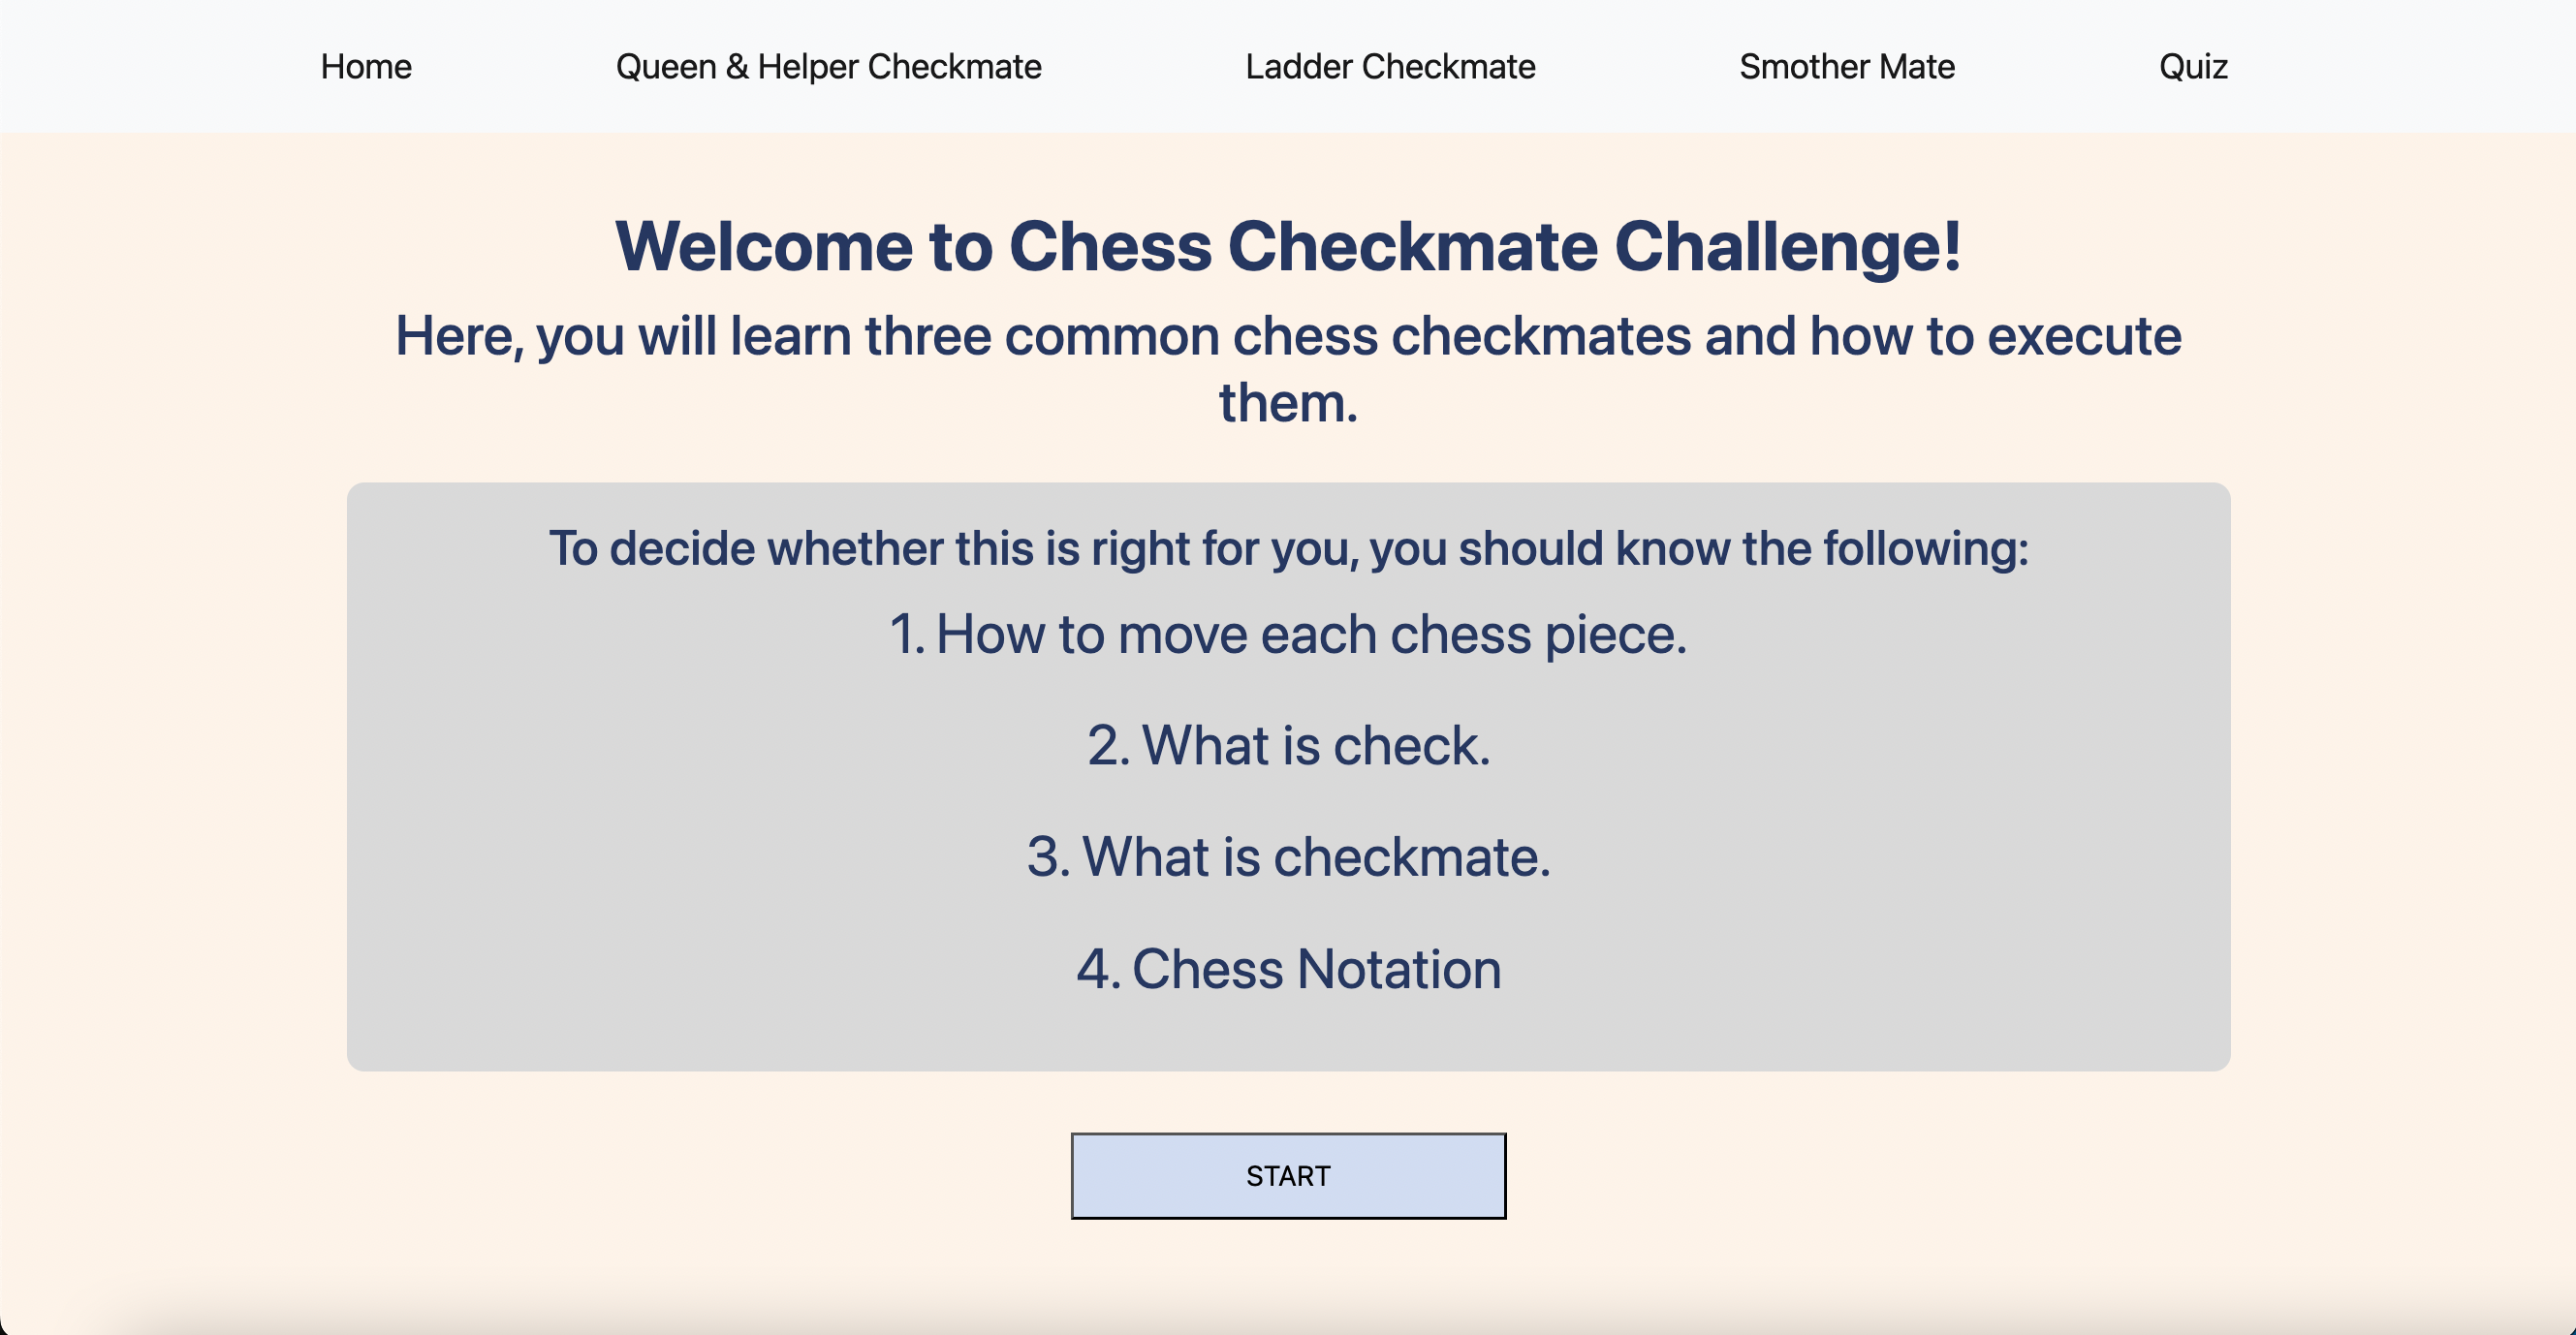 Home Queen & Helper Checkmate Ladder Checkmate Smother Mate Quiz
Welcome to Chess Checkmate Challenge!
Here, you will learn three common chess checkmates and how to execute
them.
To decide whether this is right for you, you should know the following:
1. How to move each chess piece.
2. What is check.
3. What is checkmate.
4. Chess Notation
START